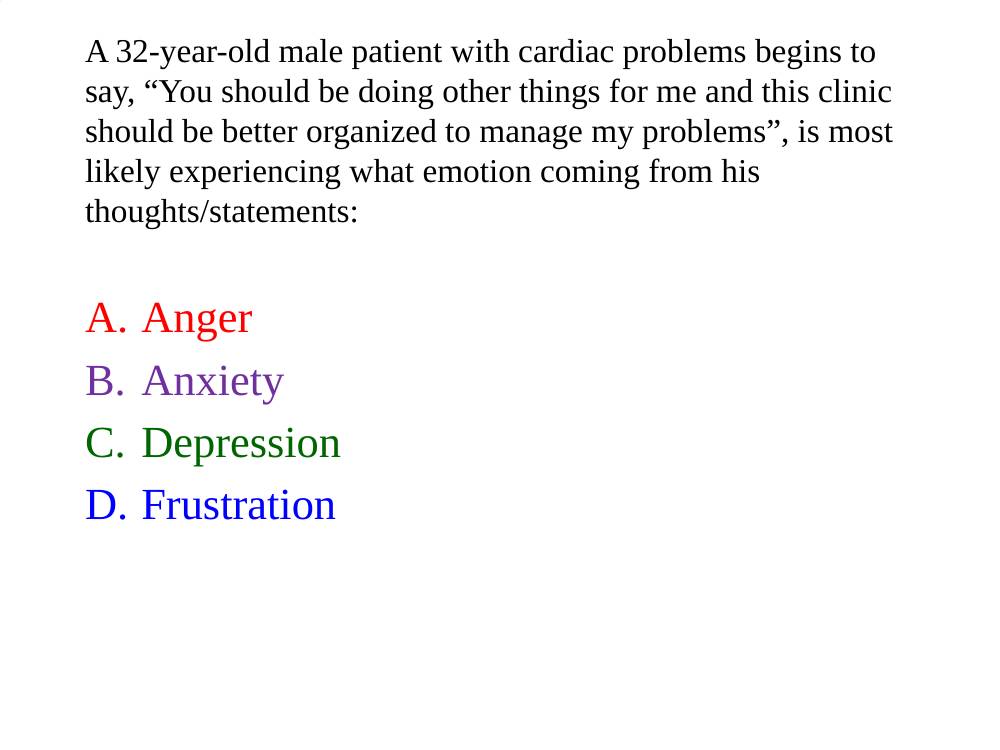 A 32-year-old male patient with cardiac problems begins to
say, “You should be doing other things for me and this clinic
should be better organized to manage my problems”, is most
likely experiencing what emotion coming from his
thoughts/statements:
A. Anger
B. Anxiety
C. Depression
D. Frustration